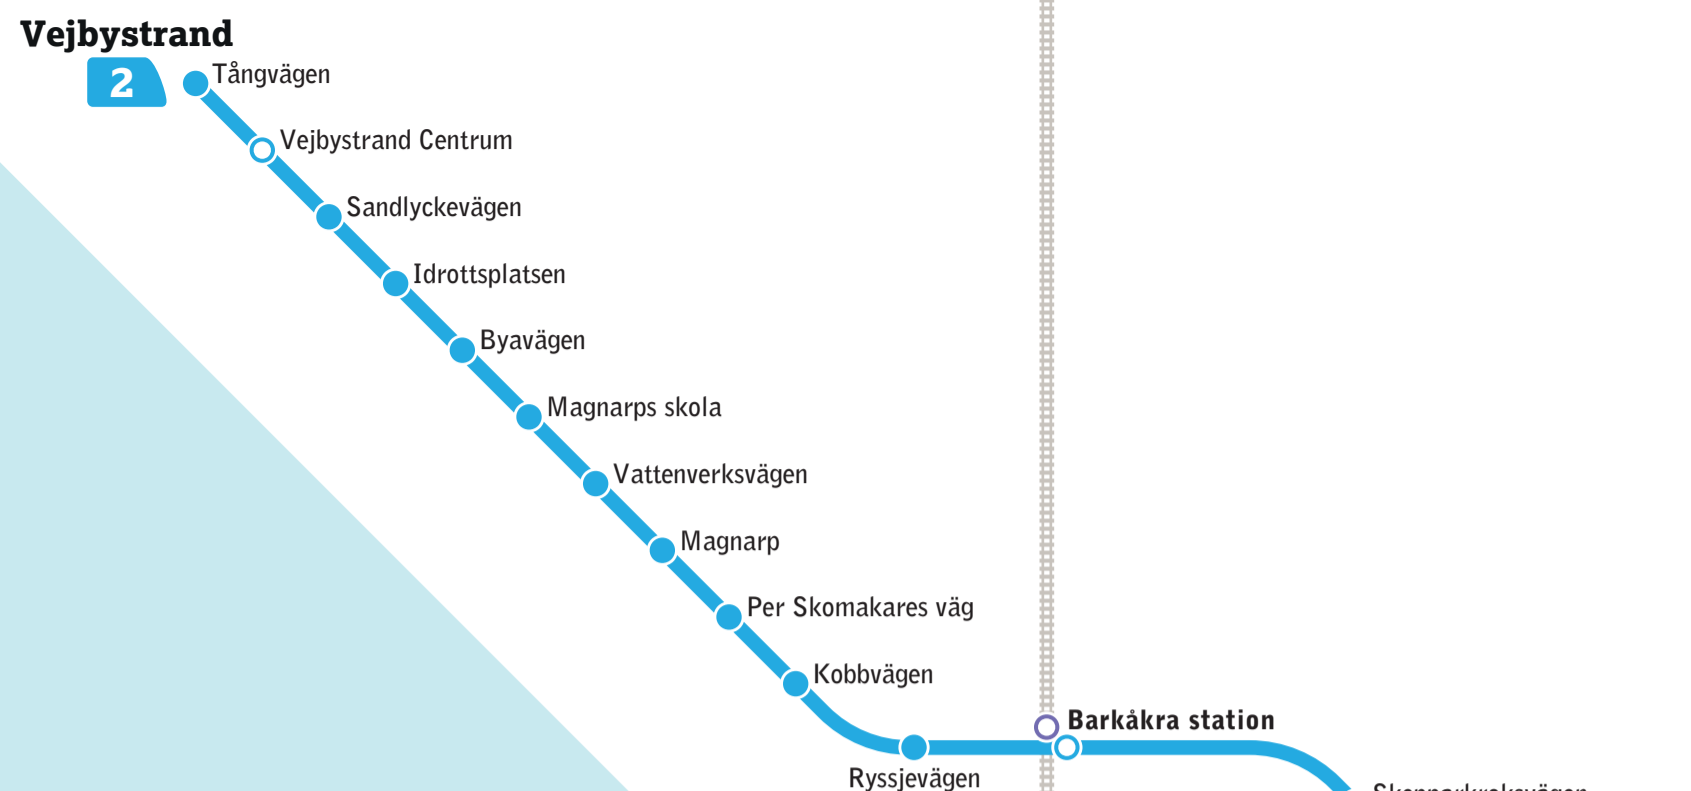 Vejbystrand
2
Tångvägen
Vejbystrand Centrum
Sandlyckevägen
Idrottsplatsen
Byavägen
Magnarps skola
Vattenverksvägen
Magnarp
Per Skomakares väg
Kobbvägen
Barkåkra station
Ryssjevägen